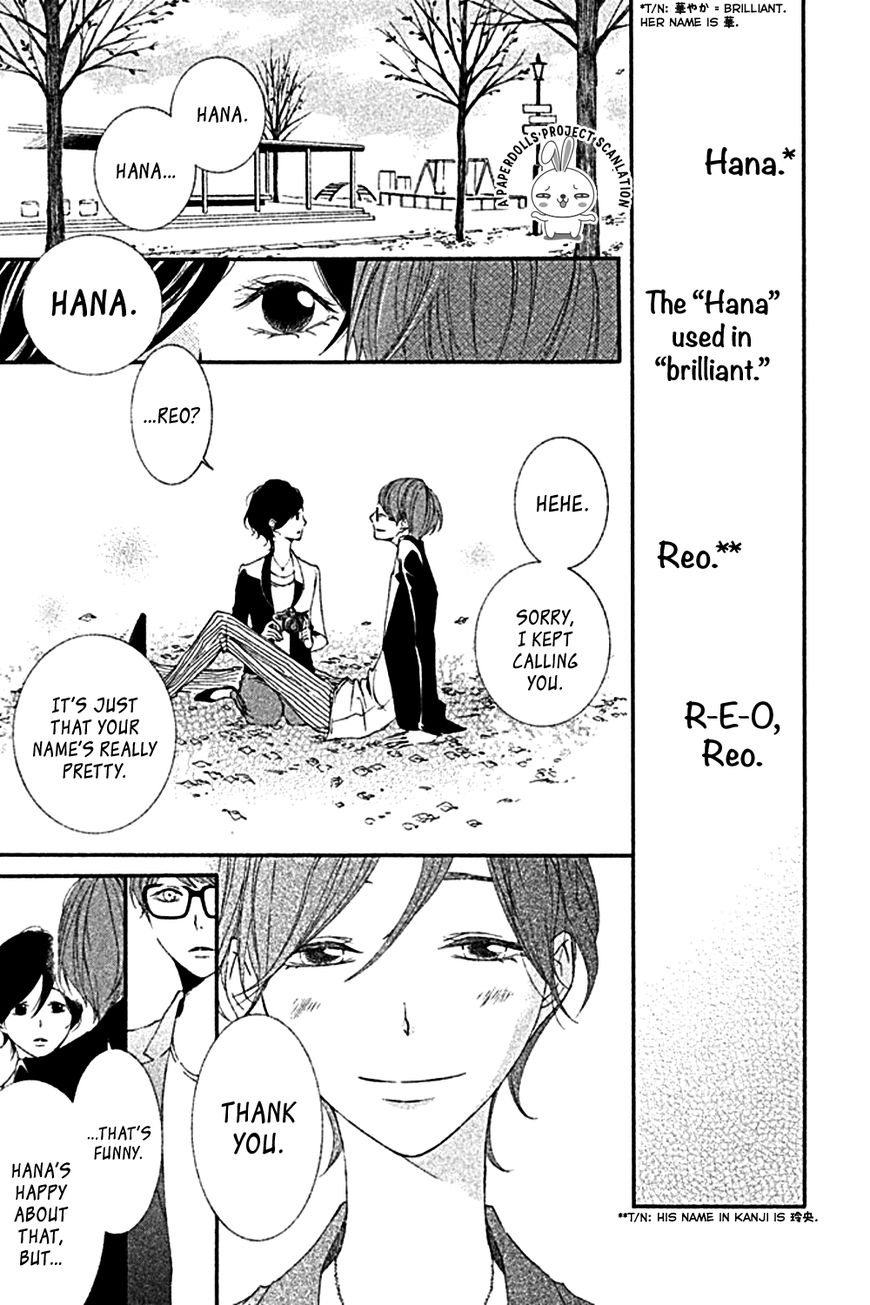 *T/N: 華やか = BRILLIANT.
HER NAME IS 華.
Hana.*
The “Hana”
used in
“brilliant.”
Reo.**
R-E-O,
Reo.
**T/N: HIS NAME IN KANJI IS 玲央.
HANA.
HANA...
A PAPERDOLLS' PROJECT SCANLATION
HANA.
...REO?
HEHE.
SORRY,
I KEPT
CALLING
YOU.
IT'S JUST
THAT YOUR
NAME'S REALLY
PRETTY.
THANK
YOU.
...THAT'S
FUNNY.
HANA'S
HAPPY
ABOUT
THAT,
BUT...